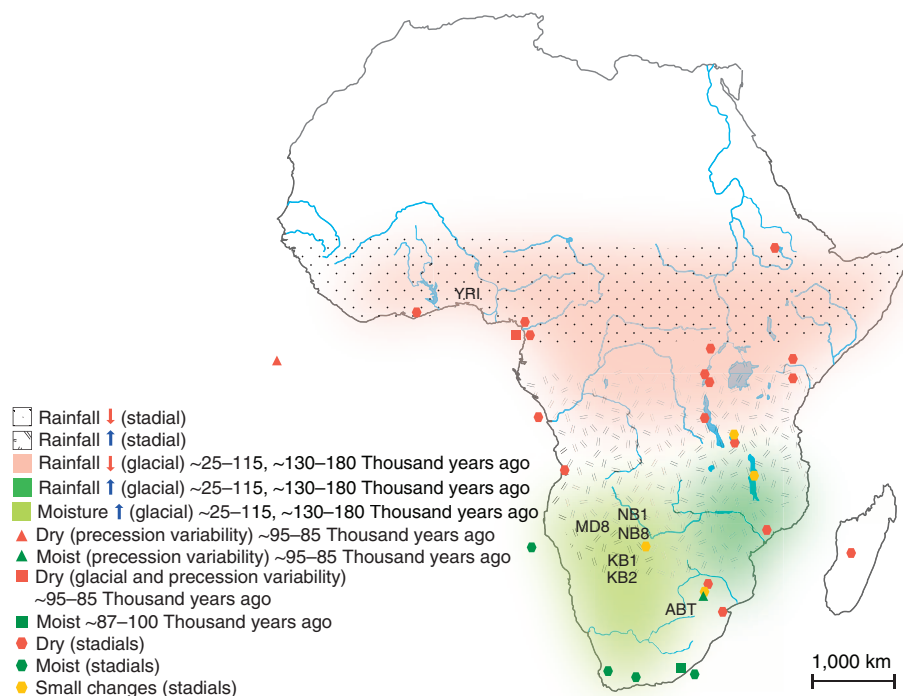 YRI
Rainfall ↓ (stadial)
Rainfall ↑ (stadial)
Rainfall ↓ (glacial) ~25–115, ~130–180 Thousand years ago
Rainfall ↑ (glacial) ~25–115, ~130–180 Thousand years ago
Moisture ↑ (glacial) ~25–115, ~130–180 Thousand years ago
Dry (precession variability) ~95–85 Thousand years ago
Moist (precession variability) ~95–85 Thousand years ago
Dry (glacial and precession variability)
~95–85 Thousand years ago
Moist ~87–100 Thousand years ago
Dry (stadials)
Moist (stadials)
Small changes (stadials)
NB1
MD8
NB8
KB1
KB2
ABT
1,000 km